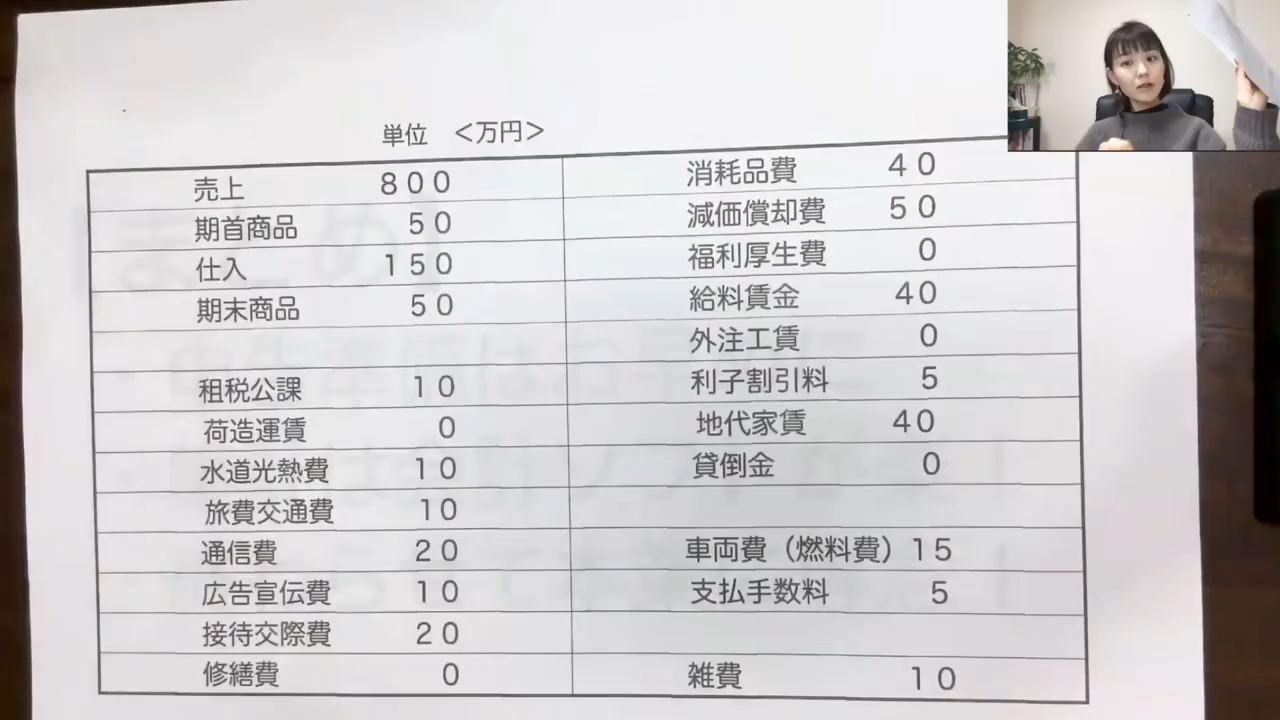 単位 <万円>
売上 800
期首商品 50
仕入 150
期末商品 50
租税公課 10
荷造運賃 0
水道光熱費 10
旅費交通費 10
通信費 20
広告宣伝費 10
接待交際費 20
修繕費 0
消耗品費 40
減価償却費 50
福利厚生費 0
給料賃金 40
外注工賃 0
利子割引料 5
地代家賃 40
貸倒金 0
車両費（燃料費）15
支払手数料 5
雑費 10